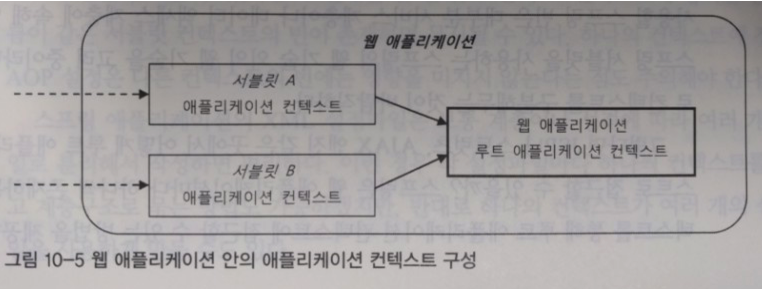 웹 애플리케이션
서블릿 A
애플리케이션 컨텍스트
웹 애플리케이션
루트 애플리케이션 컨텍스트
서블릿 B
애플리케이션 컨텍스트
그림 10-5 웹 애플리케이션 안의 애플리케이션 컨텍스트 구성